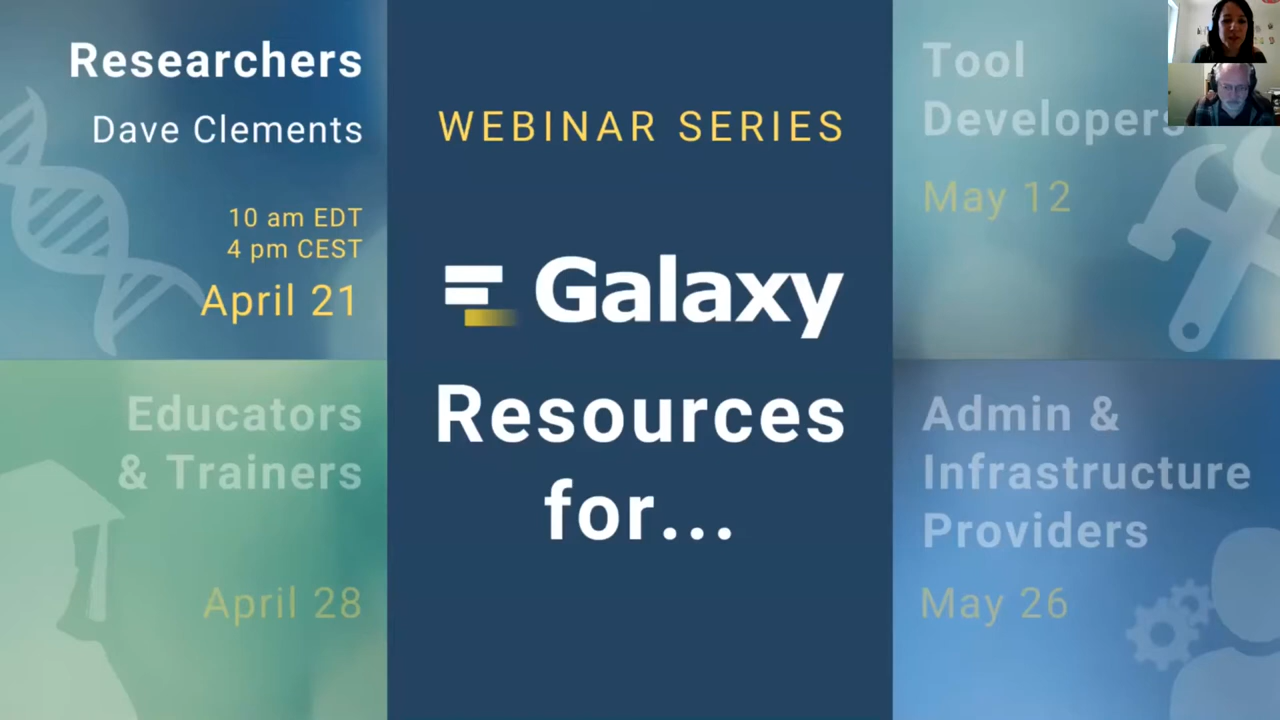 Researchers
Dave Clements
10 am EDT
4 pm CEST
April 21
Educators
& Trainers
April 28
WEBINAR SERIES
Galaxy
Resources
for...
Tool
Developers
May 12
Admin &
Infrastructure
Providers
May 26